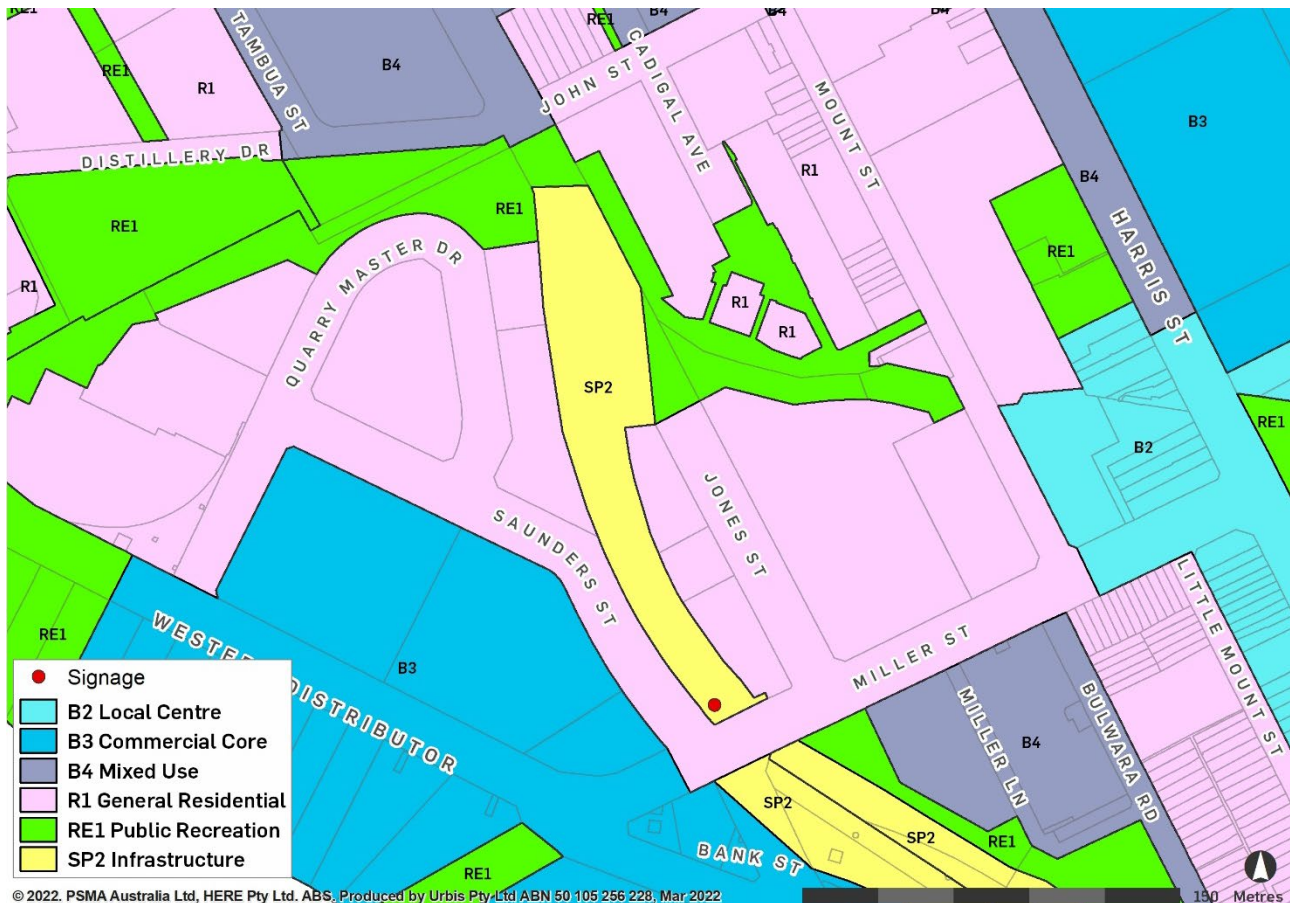 RE1
RE1
RE1
B4
B4
B4
TAMBUA ST
B4
RE1
R1
JOHN ST
CADIGAL AVE
MOUNT ST
B3
DISTILLERY DR
R1
B4
HARRIS ST
RE1
RE1
RE1
QUARRY MASTER DR
R1
R1
R1
SP2
RE1
B2
JONES ST
SAUNDERS ST
LITTLE MOUNT ST
RE1
WESTERN DISTRIBUTOR
B3
MILLER ST
MILLER LN
BULWARA RD
B4
SP2
SP2
RE1
BANK ST
RE1
Signage
B2 Local Centre
B3 Commercial Core
B4 Mixed Use
R1 General Residential
RE1 Public Recreation
SP2 Infrastructure
150 Metres
© 2022. PSMA Australia Ltd, HERE Pty Ltd. ABS. Produced by Urbis Pty Ltd ABN 50 105 256 228, Mar 2022